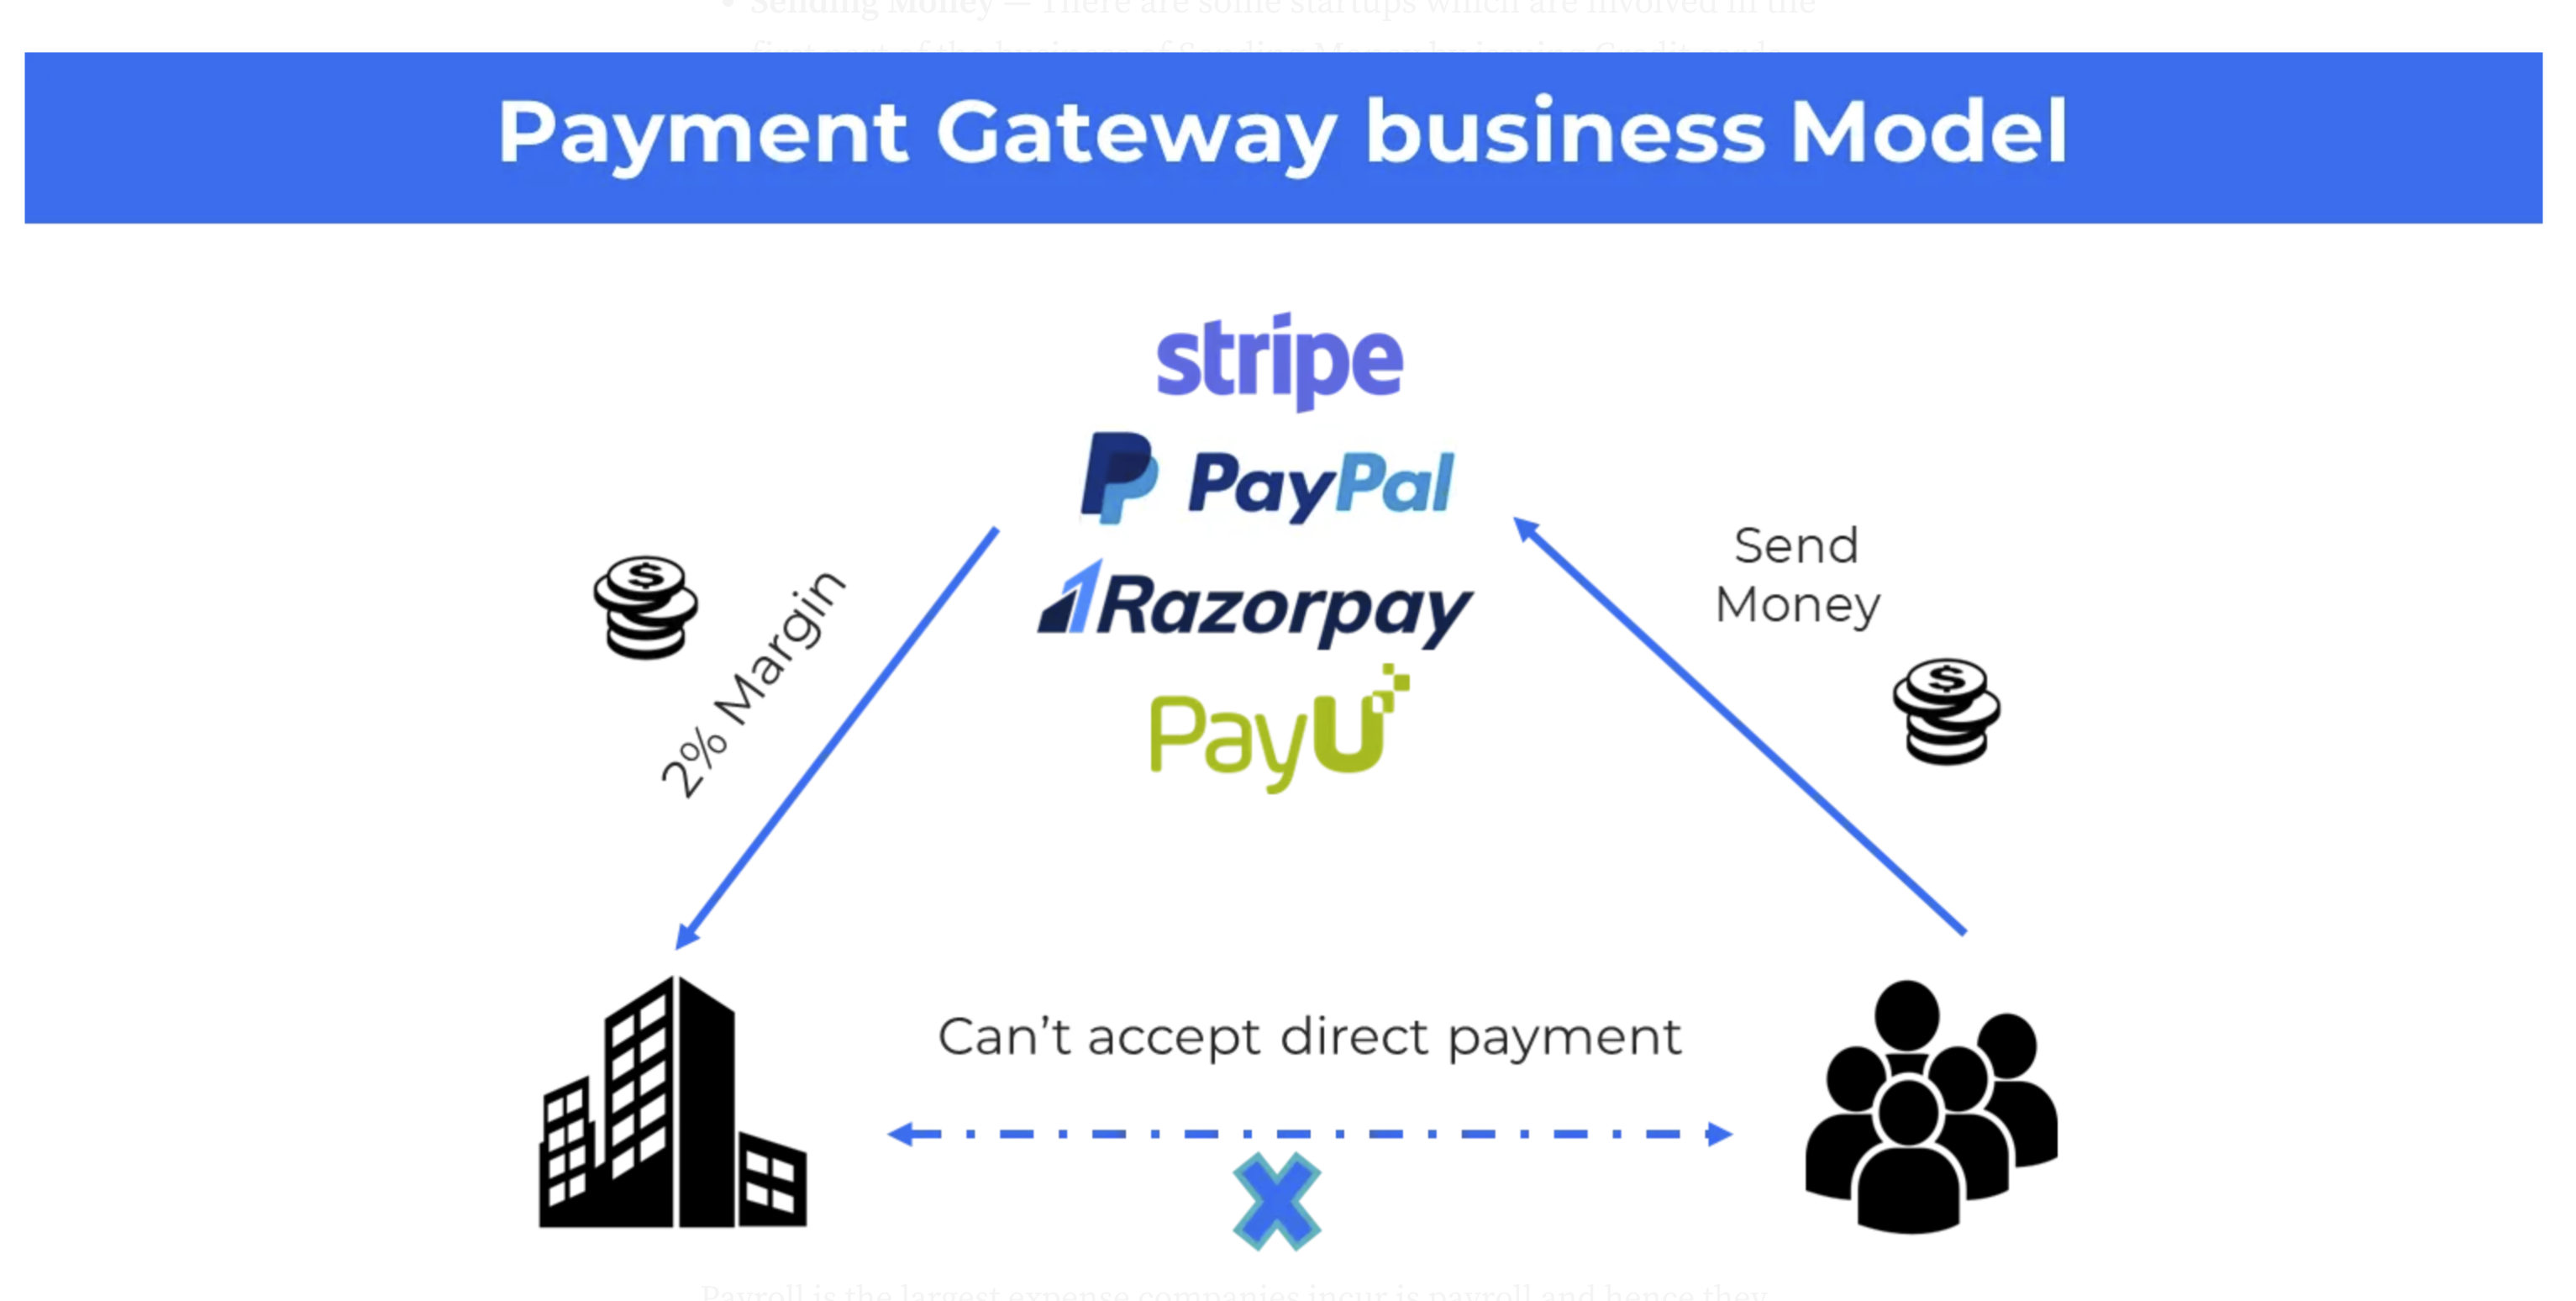 • Sending Money — There are some startups which are involved in the
Payment Gateway business Model
stripe
PayPal
Razorpay
PayU
2% Margin
Send
Money
Can't accept direct payment
Payroll is the largest expense companies incur is payroll and hence they